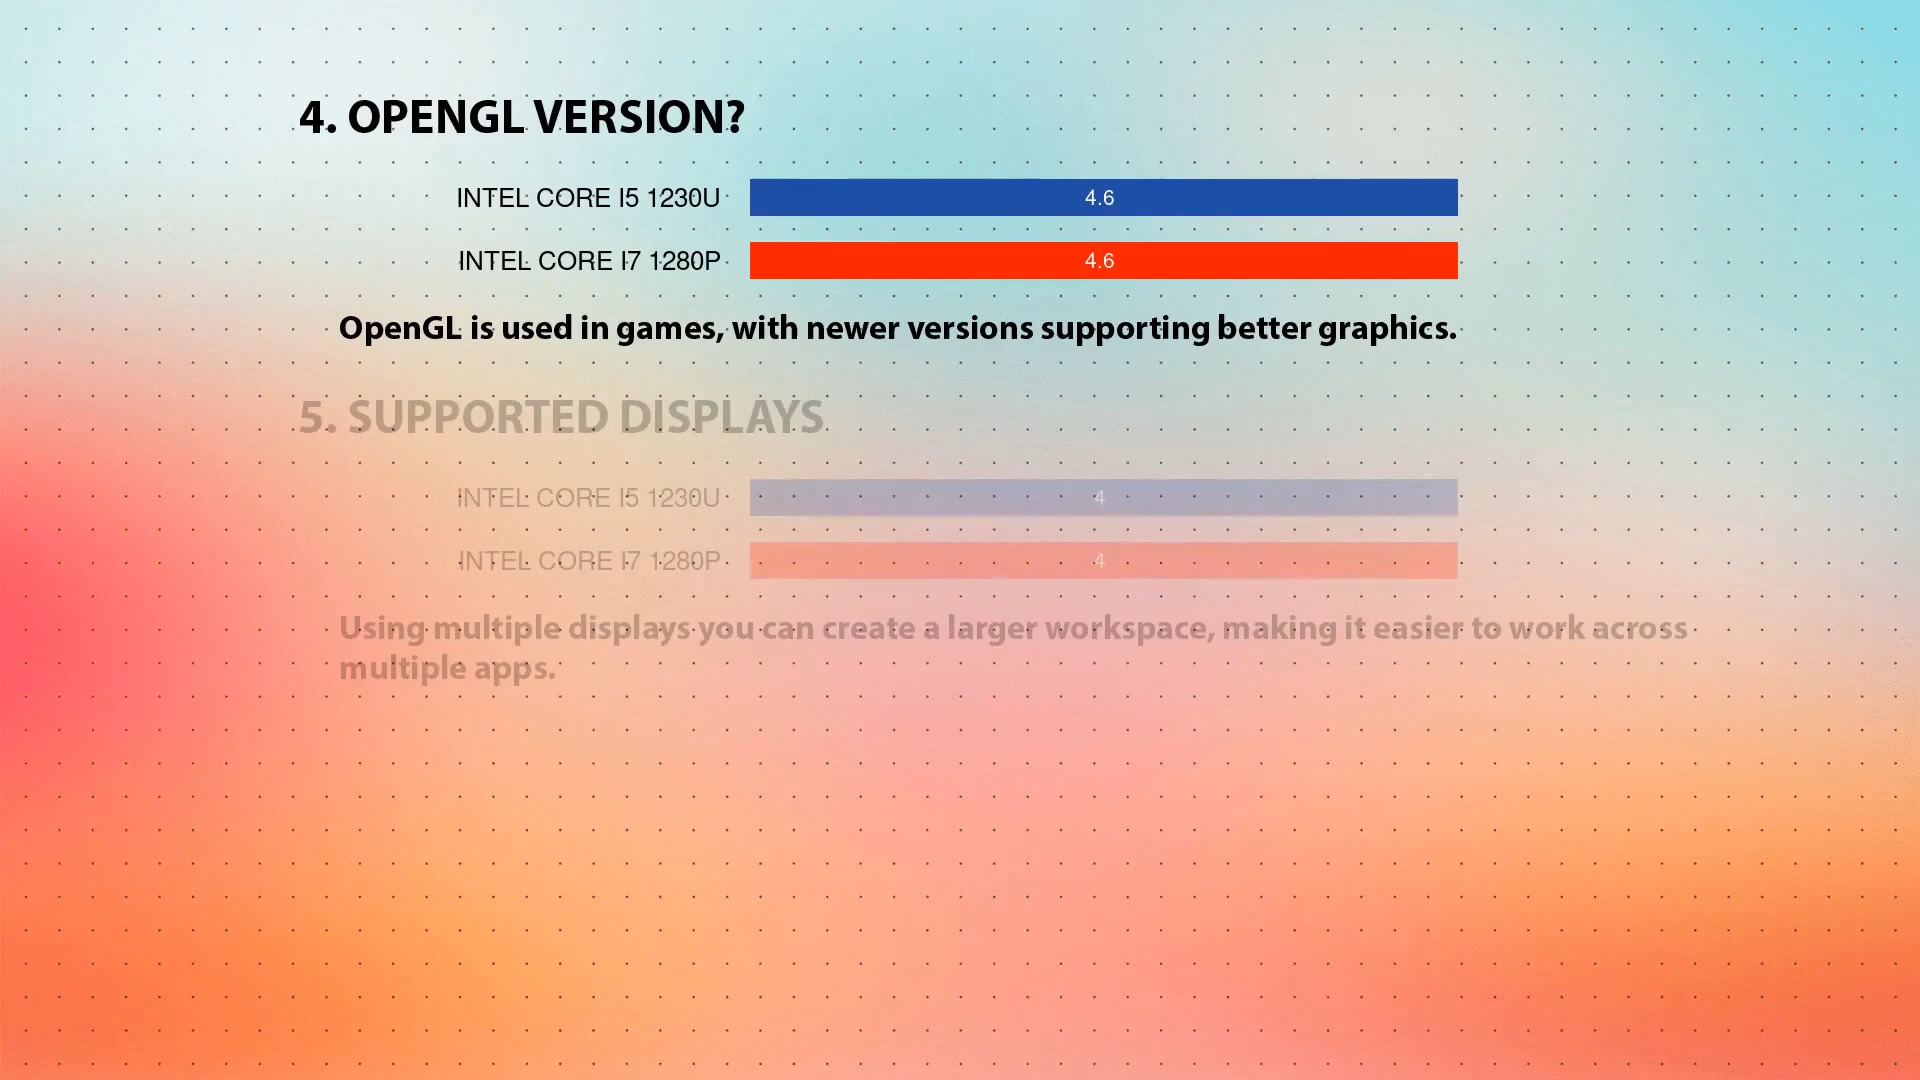 4. OPENGL VERSION?
INTEL CORE I5 1230U
4.6
INTEL CORE I7 1280P
4.6
OpenGL is used in games, with newer versions supporting better graphics.
5. SUPPORTED DISPLAYS
INTEL CORE I5 1230U
4
INTEL CORE I7 1280P
4
Using multiple displays you can create a larger workspace, making it easier to work across
multiple apps.